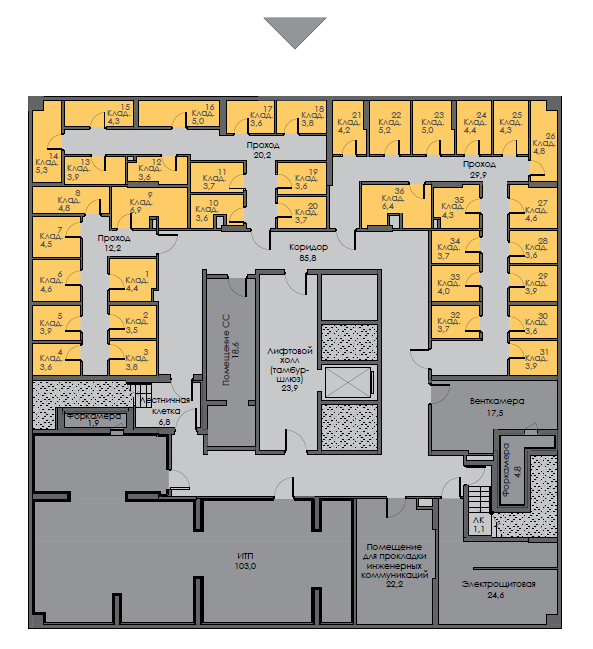 15
Клад.
4,3
16
Клад.
5,0
17
Клад.
3,6
18
Клад.
3,8
21
Клад.
4,2
22
Клад.
5,2
23
Клад.
5,0
24
Клад.
4,4
25
Клад.
4,3
26
Клад.
4,8
14
Клад.
5,3
13
Клад.
3,9
12
Клад.
3,6
Проход
20,2
11
Клад.
3,7
19
Клад.
3,6
Проход
29,9
8
Клад.
4,8
9
Клад.
6,9
10
Клад.
3,6
20
Клад.
3,7
36
Клад.
6,4
35
Клад.
4,3
27
Клад.
4,6
7
Клад.
4,5
Проход
12,2
Коридор
85,8
34
Клад.
3,7
28
Клад.
3,6
6
Клад.
4,6
1
Клад.
4,4
33
Клад.
4,0
29
Клад.
3,9
5
Клад.
3,9
2
Клад.
3,5
32
Клад.
3,7
30
Клад.
3,6
4
Клад.
3,6
3
Клад.
3,8
31
Клад.
3,9
Помещение СС
18,6
Лифтовой
холл
(тамбур-
шлюз)
23,9
Лестничная
клетка
6,8
Форкамера
1,9
Венткамера
17,5
Форкамера
4,8
ЛК
1,1
ИТП
103,0
Помещение
для прокладки
инженерных
коммуникаций
22,2
Электрощитовая
24,6